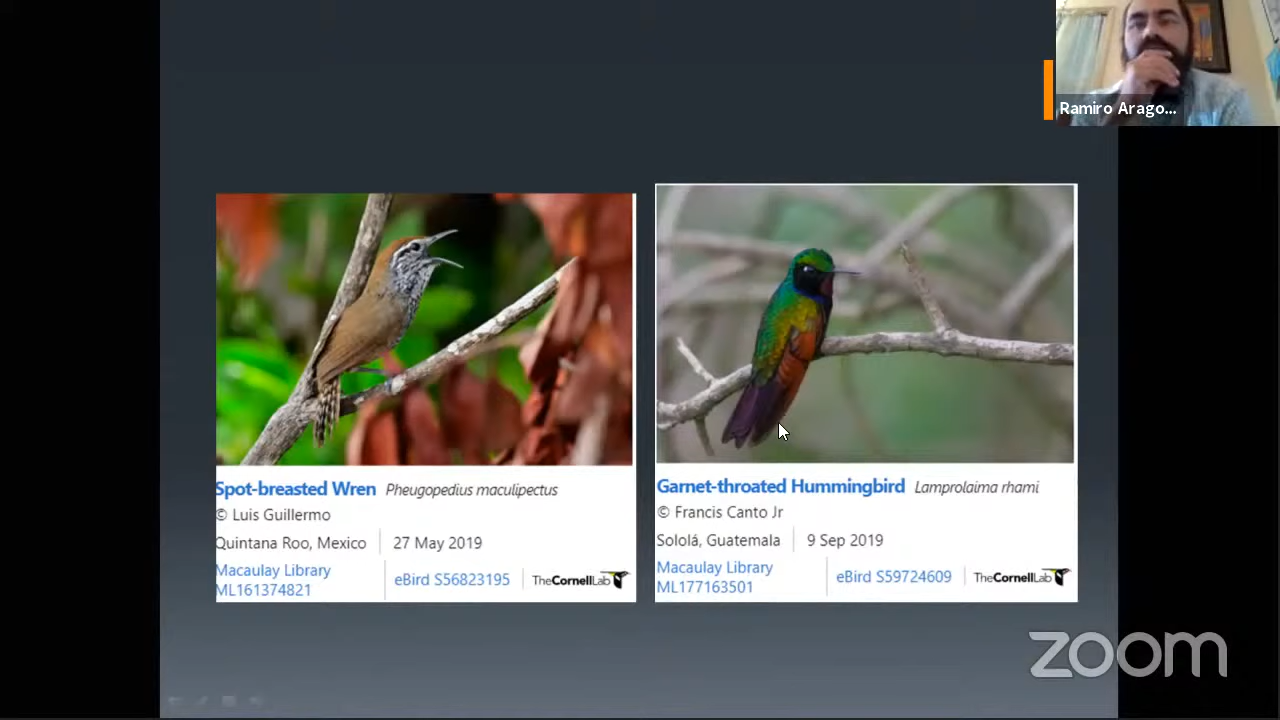 Ramiro Arago...
Spot-breasted Wren Pheugopedius maculipectus
© Luis Guillermo
Quintana Roo, Mexico 27 May 2019
Macaulay Library
ML161374821
eBird S56823195
TheCornellLab
Garnet-throated Hummingbird Lamprolaima rhami
© Francis Canto Jr
Sololá, Guatemala 9 Sep 2019
Macaulay Library
ML177163501
eBird S59724609
TheCornellLab
zoom